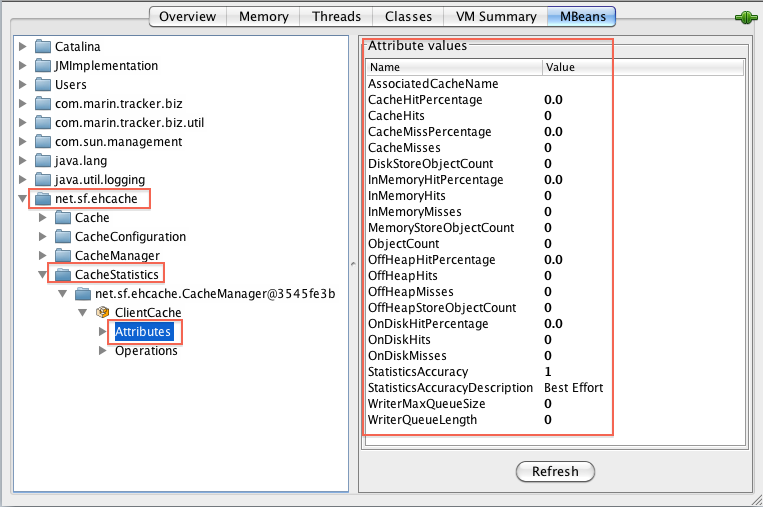 Overview Memory Threads Classes VM Summary MBeans
Catalina
JMImplementation
Users
com.marin.tracker.biz
com.marin.tracker.biz.util
com.sun.management
java.lang
java.util.logging
net.sf.ehcache
Cache
CacheConfiguration
CacheManager
CacheStatistics
net.sf.ehcache.CacheManager@3545fe3b
ClientCache
Attributes
Operations
Attribute values
Name Value
AssociatedCacheName
CacheHitPercentage 0.0
CacheHits 0
CacheMissPercentage 0.0
CacheMisses 0
DiskStoreObjectCount 0
InMemoryHitPercentage 0.0
InMemoryHits 0
InMemoryMisses 0
MemoryStoreObjectCount 0
ObjectCount 0
OffHeapHitPercentage 0.0
OffHeapHits 0
OffHeapMisses 0
OffHeapStoreObjectCount 0
OnDiskHitPercentage 0.0
OnDiskHits 0
OnDiskMisses 0
StatisticsAccuracy 1
StatisticsAccuracyDescription Best Effort
WriterMaxQueueSize 0
WriterQueueLength 0
Refresh